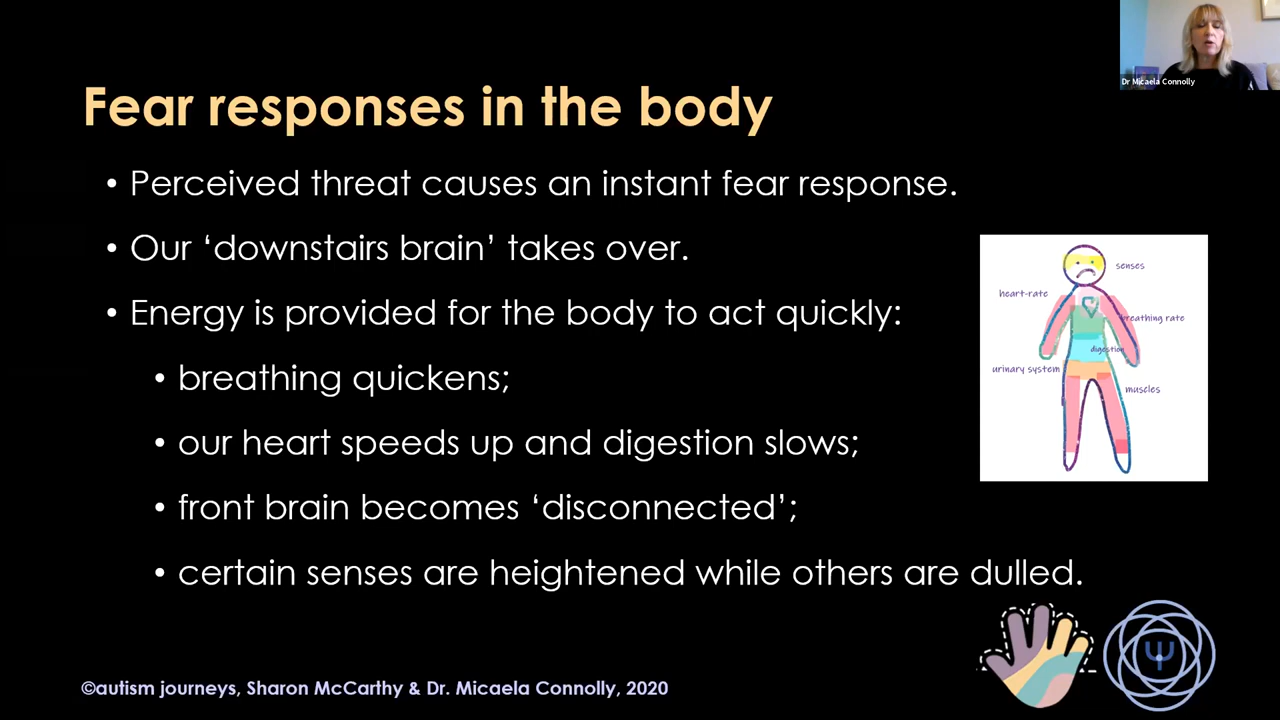 Dr Micaela Connolly
Fear responses in the body
• Perceived threat causes an instant fear response.
• Our ‘downstairs brain’ takes over.
• Energy is provided for the body to act quickly:
• breathing quickens;
• our heart speeds up and digestion slows;
• front brain becomes ‘disconnected’;
• certain senses are heightened while others are dulled.
senses
heart-rate
breathing rate
digestion
urinary system
muscles
©autism journeys, Sharon McCarthy & Dr. Micaela Connolly, 2020
Ψ